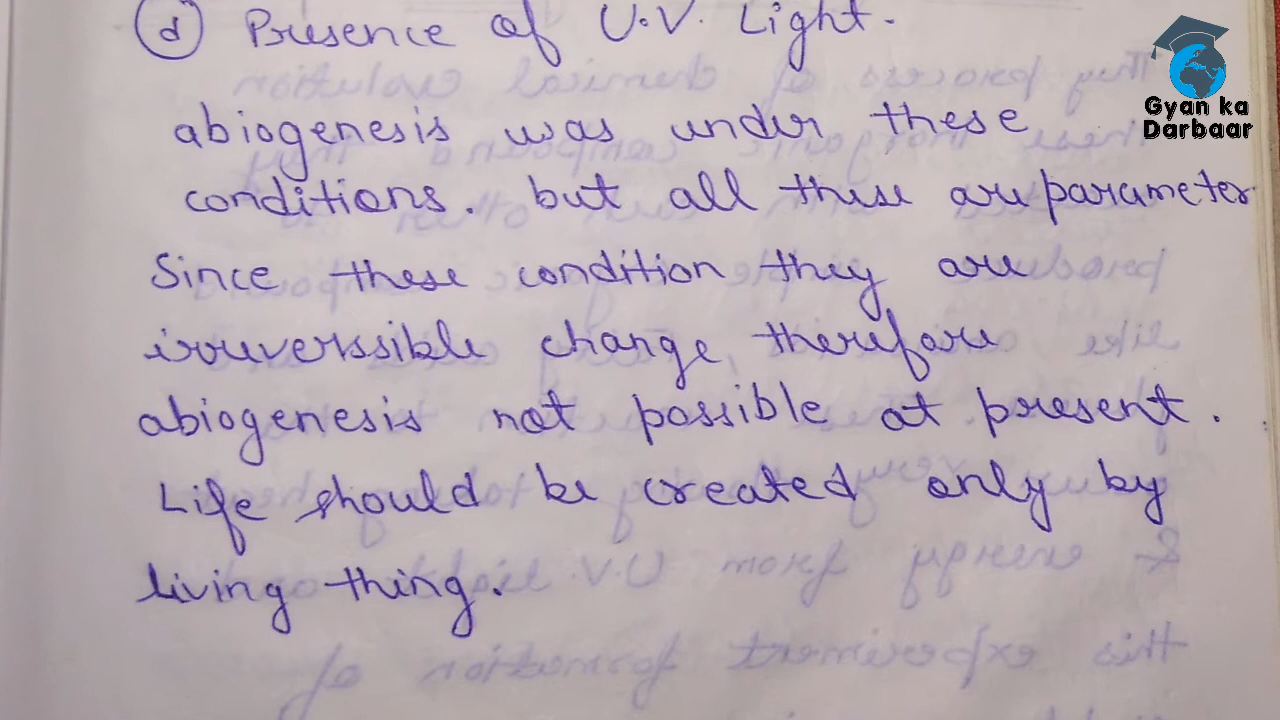 d Presence of U.V. Light.
abiogenesis was under these
conditions. but all these are parameter
Since these condition they are
irruverssible change, therefore
abiogenesis not possible at present.
Life should be created only by
living thing.
Gyan ka
Darbaar